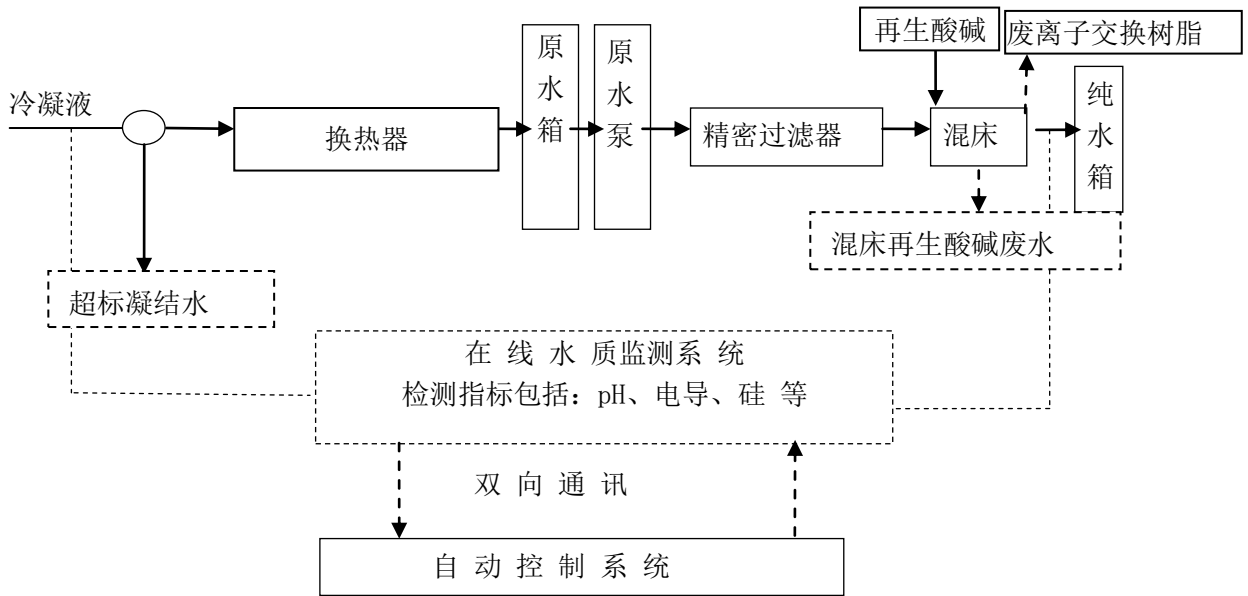 再生酸碱
废离子交换树脂
冷凝液
换热器
原水箱
原水泵
精密过滤器
混床
纯水箱
混床再生酸碱废水
超标凝结水
在 线 水 质监测系 统
检测指标包括：pH、电导、硅 等
双 向 通 讯
自 动 控 制 系 统